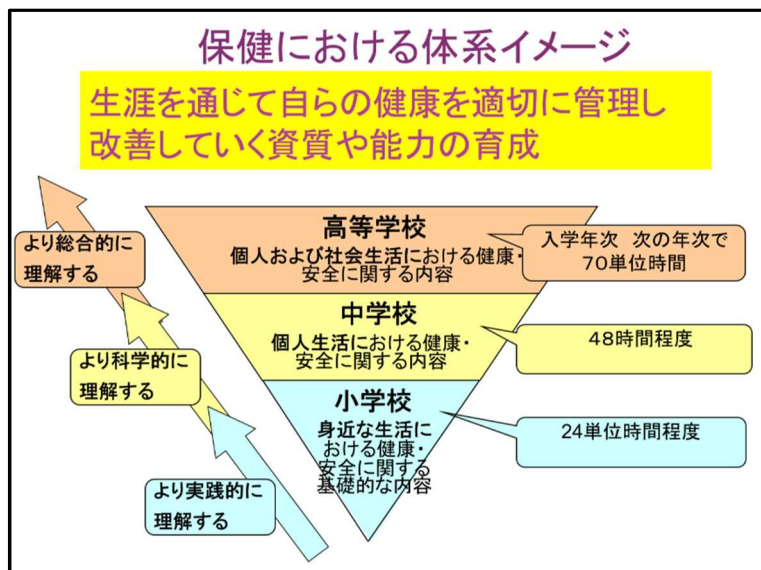 保健における体系イメージ
生涯を通じて自らの健康を適切に管理し
改善していく資質や能力の育成
高等学校
個人および社会生活における健康・
安全に関する内容
入学年次 次の年次で
70単位時間
より総合的に
理解する
中学校
個人生活における健康・
安全に関する内容
48時間程度
より科学的に
理解する
小学校
身近な生活に
おける健康・
安全に関する
基礎的な内容
24単位時間程度
より実践的に
理解する